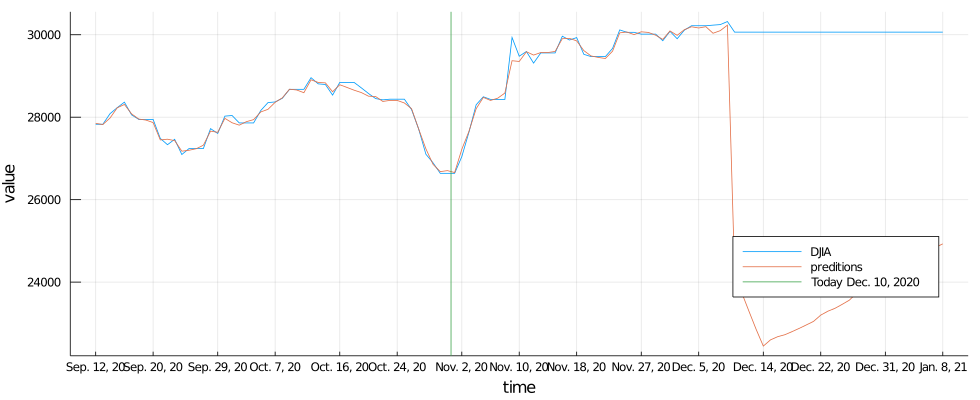 30000
28000
26000
24000
value
DJIA
preditions
Today Dec. 10, 2020
Sep. 12, 20 Sep. 20, 20 Sep. 29, 20 Oct. 7, 20 Oct. 16, 20 Oct. 24, 20 Nov. 2, 20 Nov. 10, 20 Nov. 18, 20 Nov. 27, 20 Dec. 5, 20 Dec. 14, 20 Dec. 22, 20 Dec. 31, 20 Jan. 8, 21
time